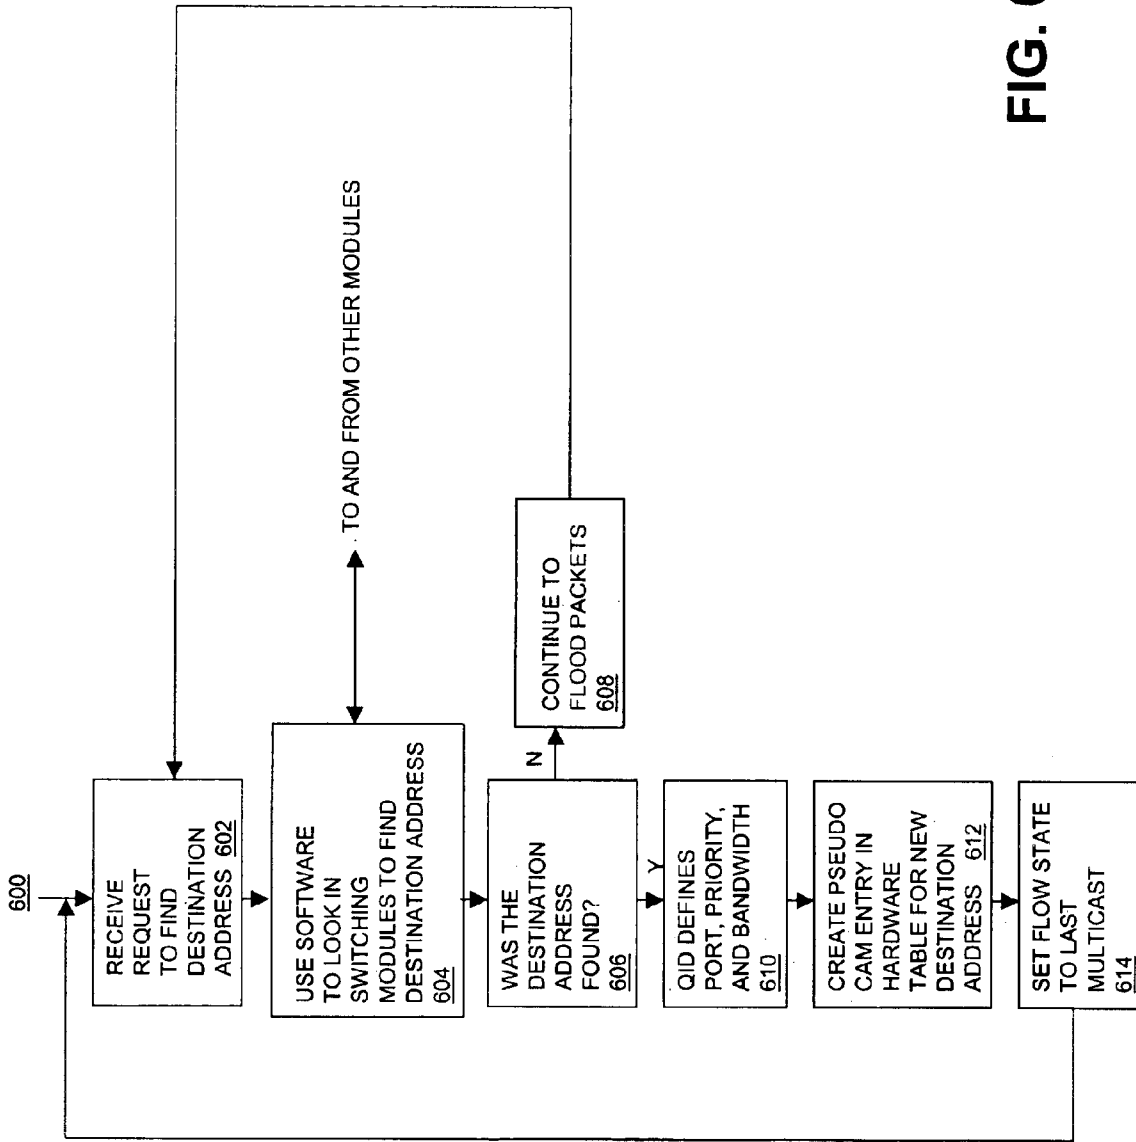 600
RECEIVE
REQUEST
TO FIND
DESTINATION
ADDRESS 602
USE SOFTWARE
TO LOOK IN
SWITCHING
MODULES TO FIND
DESTINATION ADDRESS
604
TO AND FROM OTHER MODULES
WAS THE
DESTINATION
ADDRESS
FOUND?
606
N
CONTINUE TO
FLOOD PACKETS
608
Y
QID DEFINES
PORT, PRIORITY,
AND BANDWIDTH
610
CREATE PSEUDO
CAM ENTRY IN
HARDWARE
TABLE FOR NEW
DESTINATION
ADDRESS 612
SET FLOW STATE
TO LAST
MULTICAST
614
FIG.